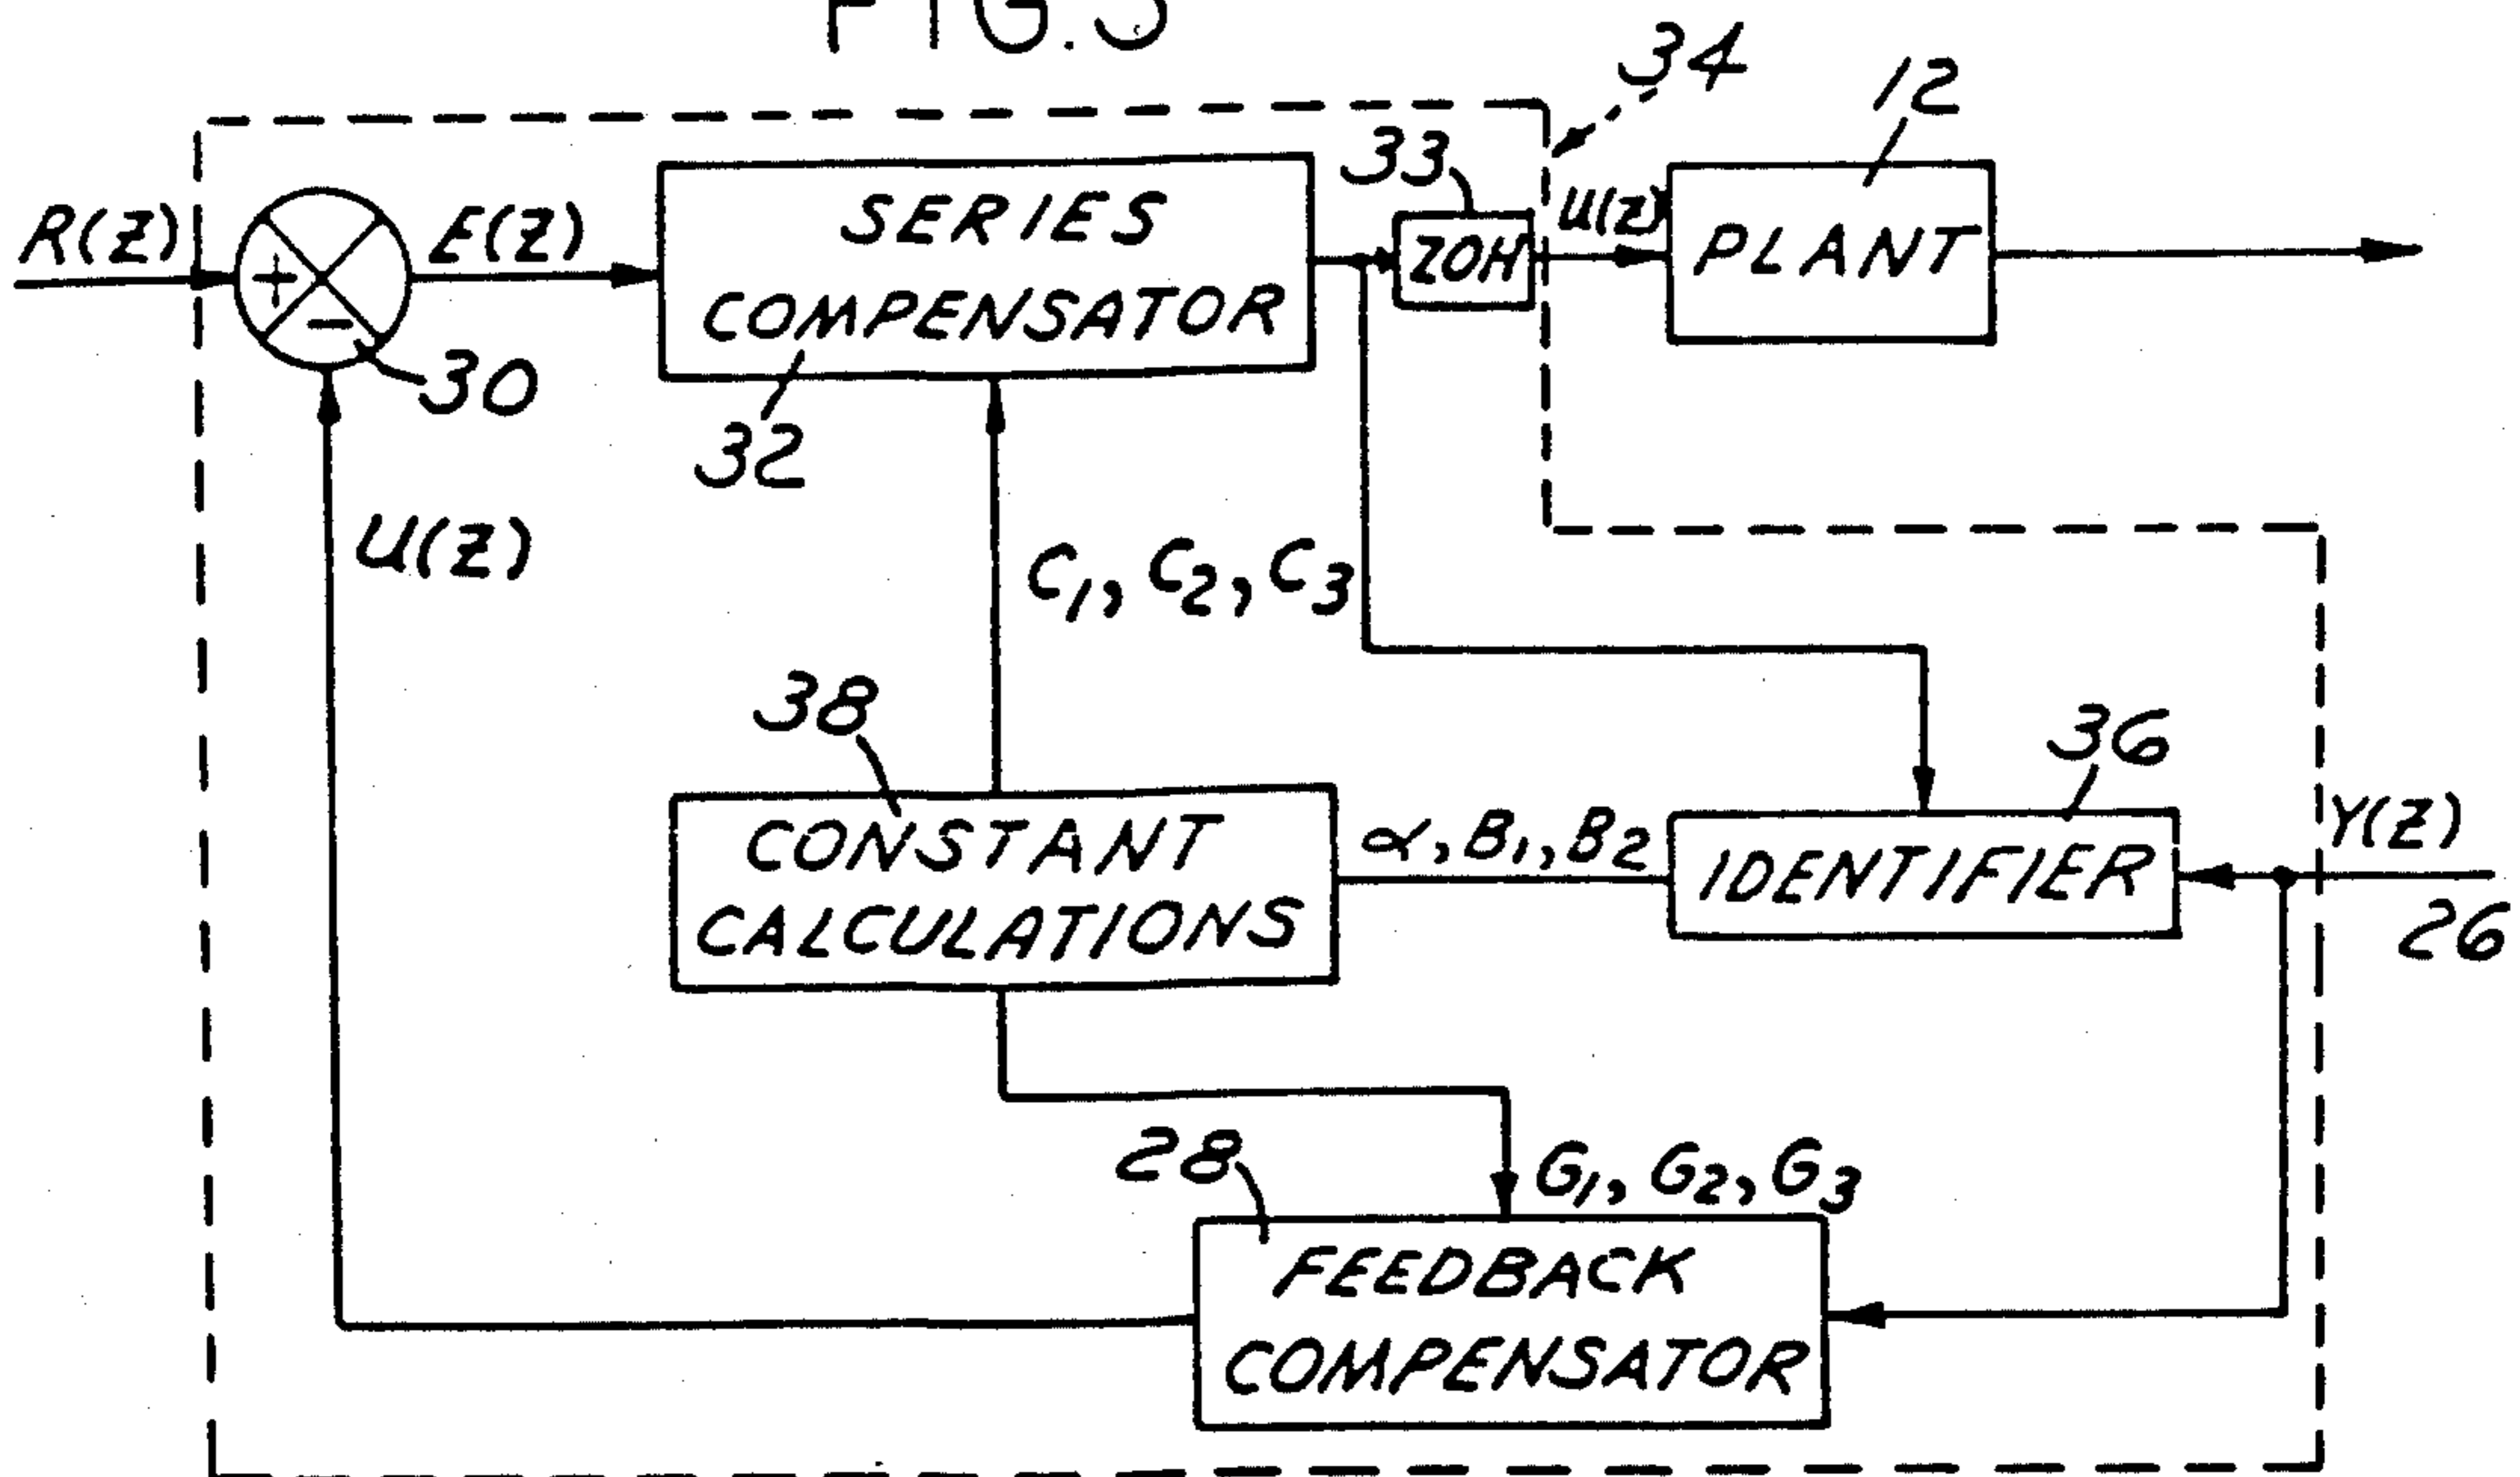 FIG. 3
34
12
33
R(Z)
+
E(Z)
SERIES
COMPENSATOR
ZOH
U(Z)
PLANT
−
30
32
U(Z)
C1, C2, C3
38
36
CONSTANT
CALCULATIONS
α, B1, B2
IDENTIFIER
Y(Z)
26
28
G1, G2, G3
FEEDBACK
COMPENSATOR